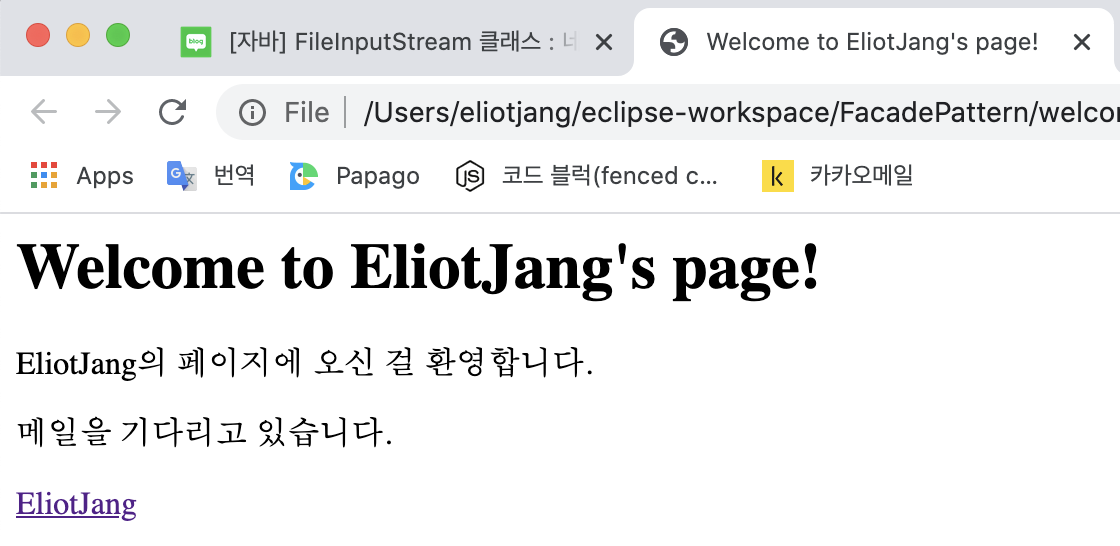 [자바] FileInputStream 클래스 :
Welcome to EliotJang's page!
File
/Users/eliotjang/eclipse-workspace/FacadePattern/welco
Apps
번역
Papago
코드 블럭(fenced c...
카카오메일
Welcome to EliotJang's page!
EliotJang의 페이지에 오신 걸 환영합니다.
메일을 기다리고 있습니다.
EliotJang